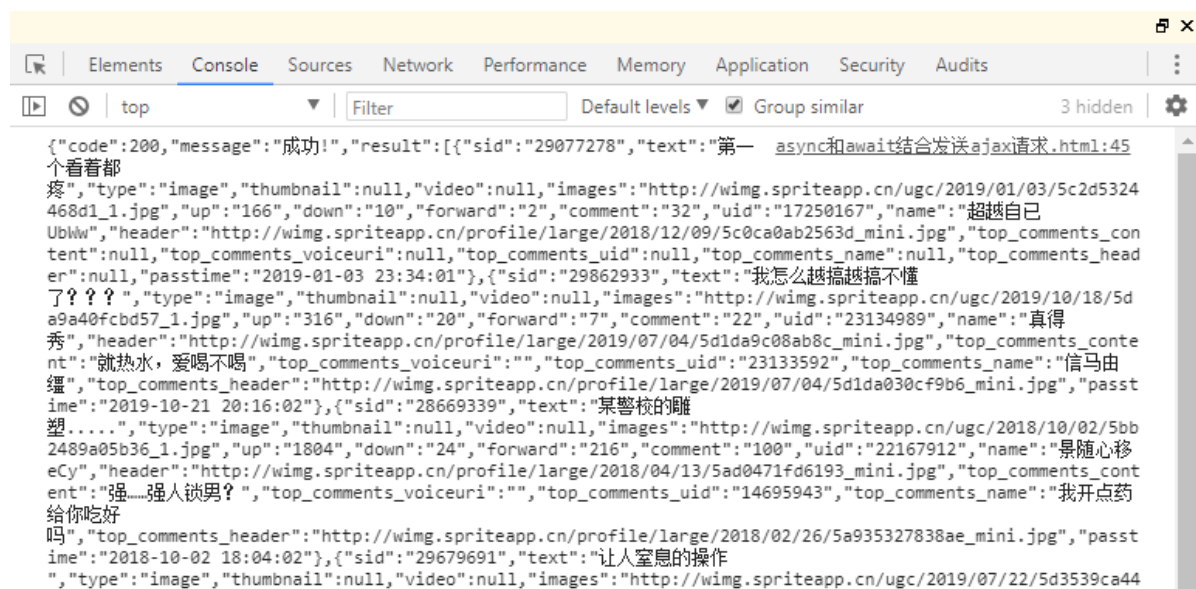 Elements Console Sources Network Performance Memory Application Security Audits
top Filter Default levels Group similar 3 hidden
{"code":200,"message":"成功!","result":[{"sid":"29077278","text":"第一 async和await结合发送ajax请求.html:45
个看着都
疼","type":"image","thumbnail":null,"video":null,"images":"http://wimg.spriteapp.cn/ugc/2019/01/03/5c2d5324
468d1_1.jpg","up":"166","down":"10","forward":"2","comment":"32","uid":"17250167","name":"超越自已
UbWw","header":"http://wimg.spriteapp.cn/profile/large/2018/12/09/5c0ca0ab2563d_mini.jpg","top_comments_con
tent":null,"top_comments_voiceuri":null,"top_comments_uid":null,"top_comments_name":null,"top_comments_head
er":null,"passtime":"2019-01-03 23:34:01"},{"sid":"29862933","text":"我怎么越搞越搞不懂
了？？？","type":"image","thumbnail":null,"video":null,"images":"http://wimg.spriteapp.cn/ugc/2019/10/18/5d
a9a40fcbd57_1.jpg","up":"316","down":"20","forward":"7","comment":"22","uid":"23134989","name":"真得
秀","header":"http://wimg.spriteapp.cn/profile/large/2019/07/04/5d1da9c08ab8c_mini.jpg","top_comments_conte
nt":"就热水，爱喝不喝","top_comments_voiceuri":"","top_comments_uid":"23133592","top_comments_name":"信马由
缰","top_comments_header":"http://wimg.spriteapp.cn/profile/large/2019/07/04/5d1da030cf9b6_mini.jpg","passt
ime":"2019-10-21 20:16:02"},{"sid":"28669339","text":"某警校的雕
塑.....","type":"image","thumbnail":null,"video":null,"images":"http://wimg.spriteapp.cn/ugc/2018/10/02/5bb
2489a05b36_1.jpg","up":"1804","down":"24","forward":"216","comment":"100","uid":"22167912","name":"景随心移
eCy","header":"http://wimg.spriteapp.cn/profile/large/2018/04/13/5ad0471fd6193_mini.jpg","top_comments_cont
ent":"强……强人锁男？","top_comments_voiceuri":"","top_comments_uid":"14695943","top_comments_name":"我开点药
给你吃好
吗","top_comments_header":"http://wimg.spriteapp.cn/profile/large/2018/02/26/5a935327838ae_mini.jpg","passt
ime":"2018-10-02 18:04:02"},{"sid":"29679691","text":"让人窒息的操作
","type":"image","thumbnail":null,"video":null,"images":"http://wimg.spriteapp.cn/ugc/2019/07/22/5d3539ca44